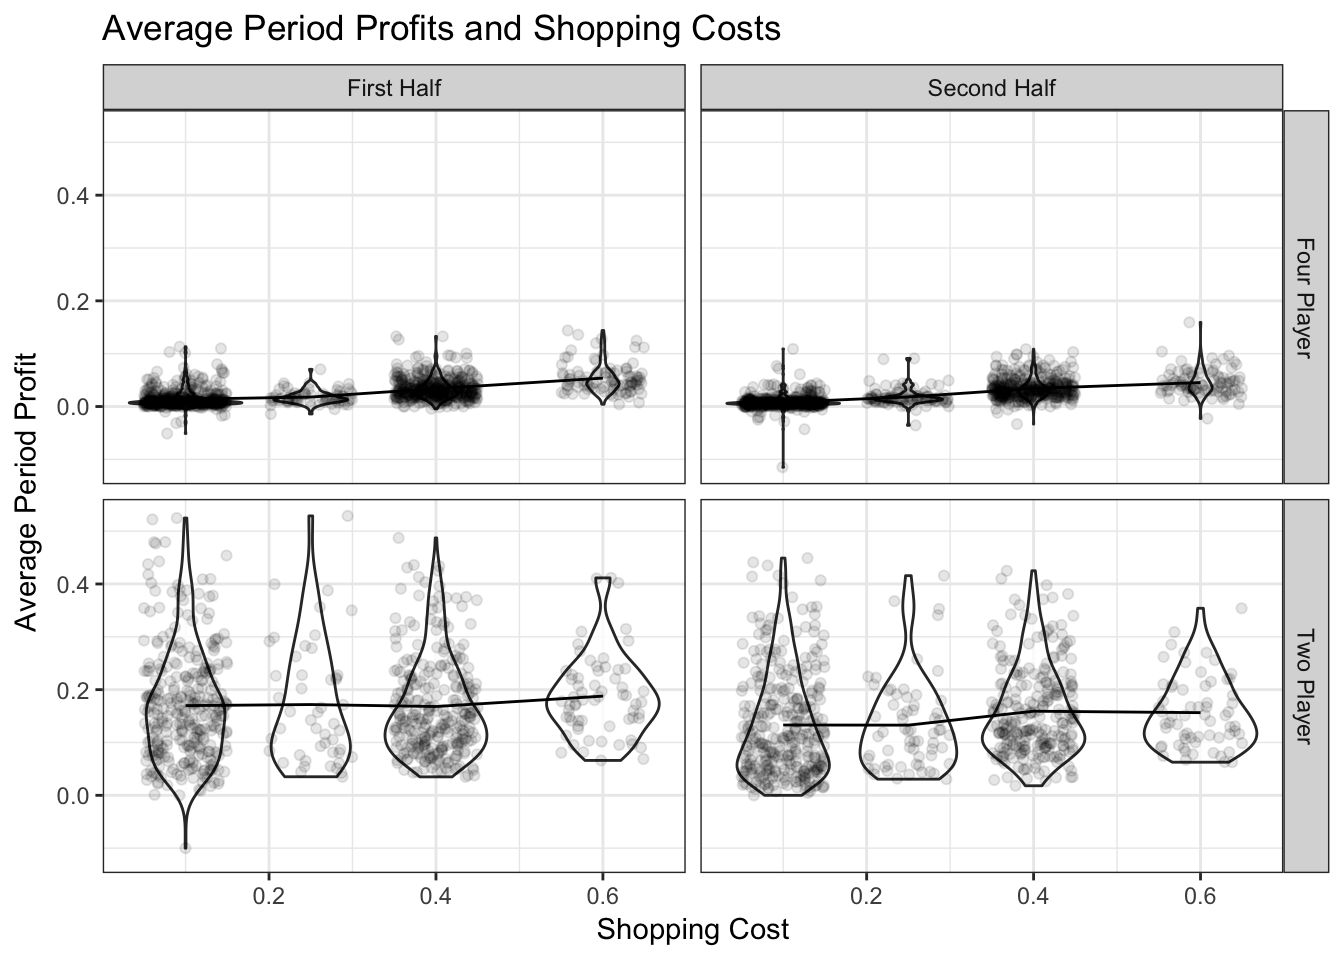 Average Period Profits and Shopping Costs
First Half
Second Half
Four Player
0.4
0.2
0.0
Two Player
0.4
0.2
0.0
Average Period Profit
0.2
0.4
0.6
0.2
0.4
0.6
Shopping Cost